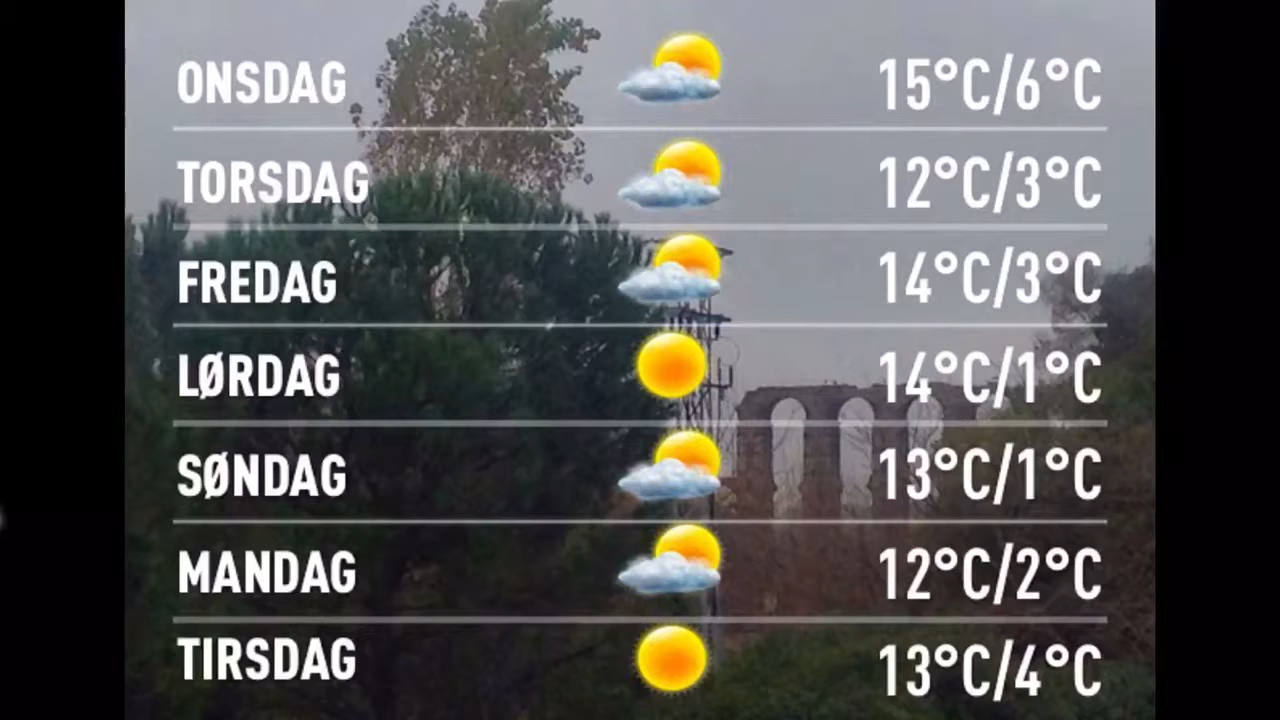 ONSDAG 15°C/6°C
TORSDAG 12°C/3°C
FREDAG 14°C/3°C
LØRDAG 14°C/1°C
SØNDAG 13°C/1°C
MANDAG 12°C/2°C
TIRSDAG 13°C/4°C